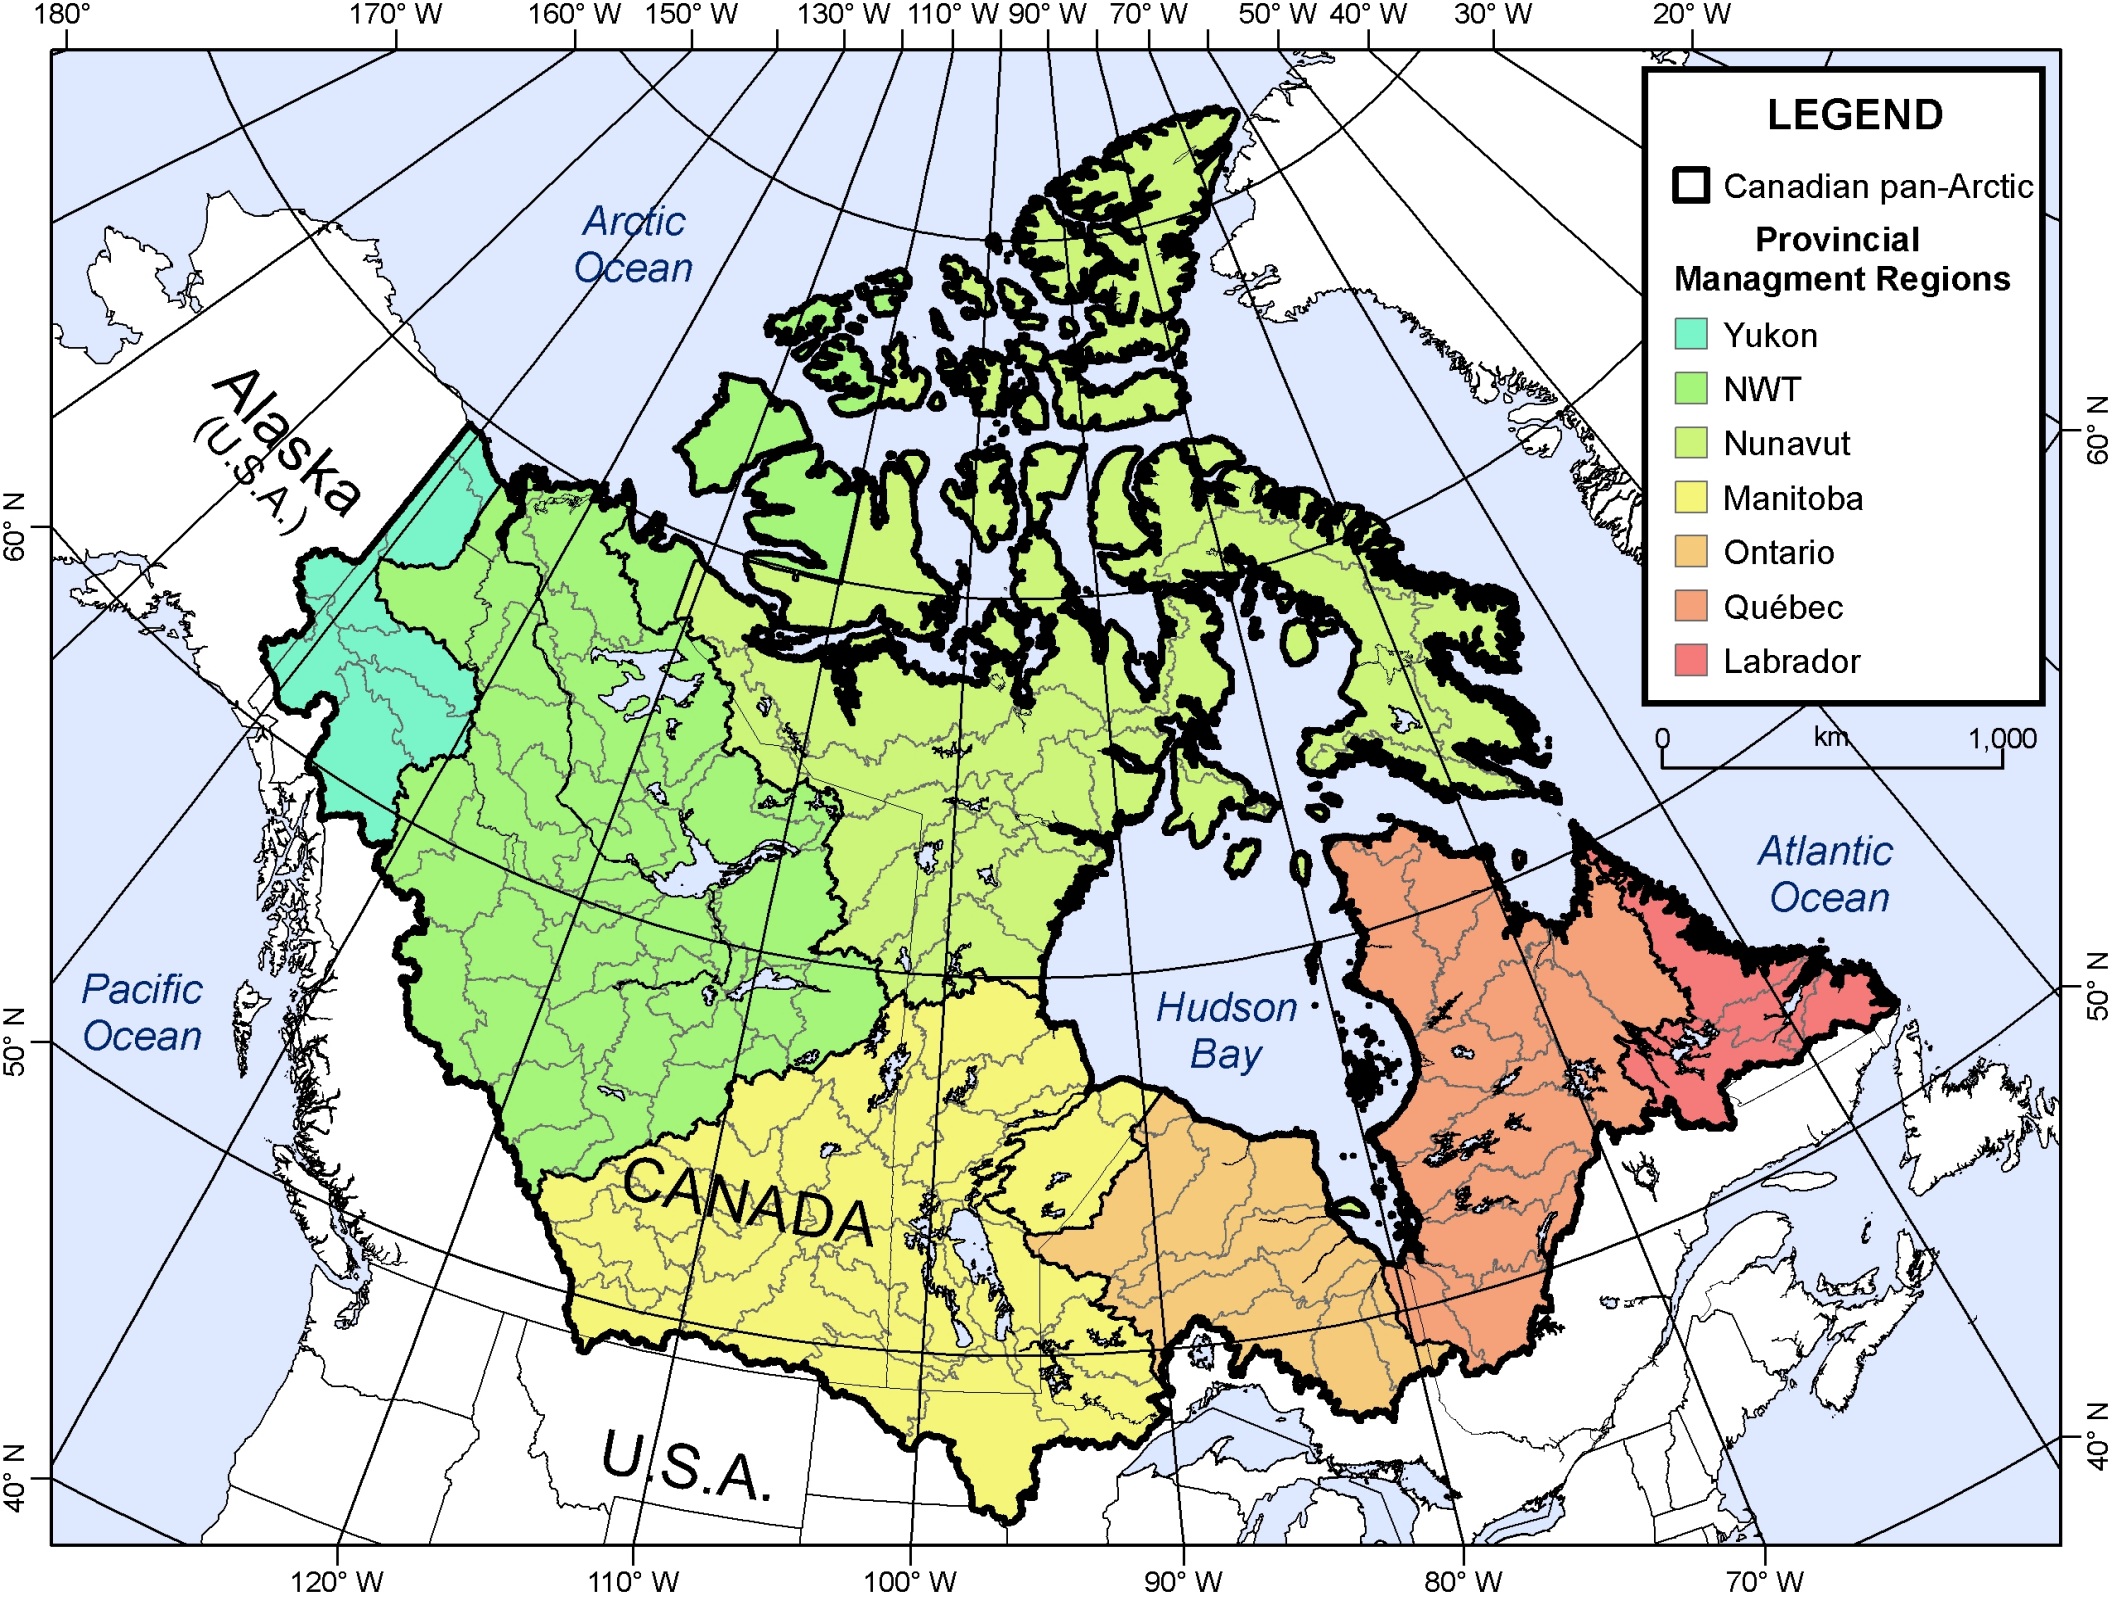 180°
170° W
160° W
150° W
130° W
110° W
90° W
70° W
50° W
40° W
30° W
20° W
LEGEND
Canadian pan-Arctic
Provincial
Managment Regions
Yukon
NWT
Nunavut
Manitoba
Ontario
Québec
Labrador
0
km
1,000
Arctic
Ocean
Alaska
(U.S.A.)
60° N
60° N
Atlantic
Ocean
Pacific
Ocean
Hudson
Bay
50° N
50° N
CANADA
U.S.A.
40° N
40° N
120° W
110° W
100° W
90° W
80° W
70° W